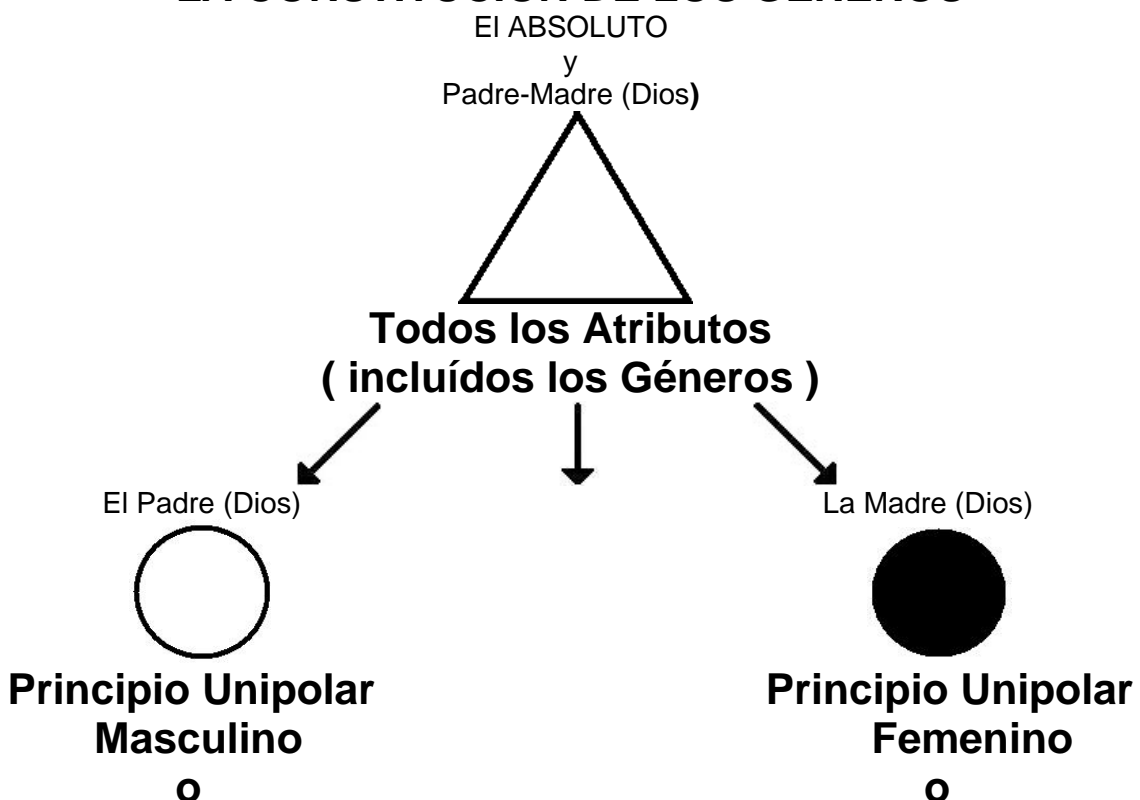 El ABSOLUTO
y
Padre-Madre (Dios)
Todos los Atributos
( incluídos los Géneros )
El Padre (Dios)
La Madre (Dios)
Principio Unipolar
Masculino
o
Principio Unipolar
Femenino
o